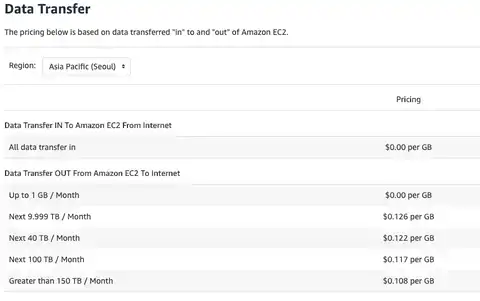 Data Transfer
The pricing below is based on data transferred "in" to and "out" of Amazon EC2.
Region: Asia Pacific (Seoul)
Pricing
Data Transfer IN To Amazon EC2 From Internet
All data transfer in $0.00 per GB
Data Transfer OUT From Amazon EC2 To Internet
Up to 1 GB / Month $0.00 per GB
Next 9.999 TB / Month $0.126 per GB
Next 40 TB / Month $0.122 per GB
Next 100 TB / Month $0.117 per GB
Greater than 150 TB / Month $0.108 per GB